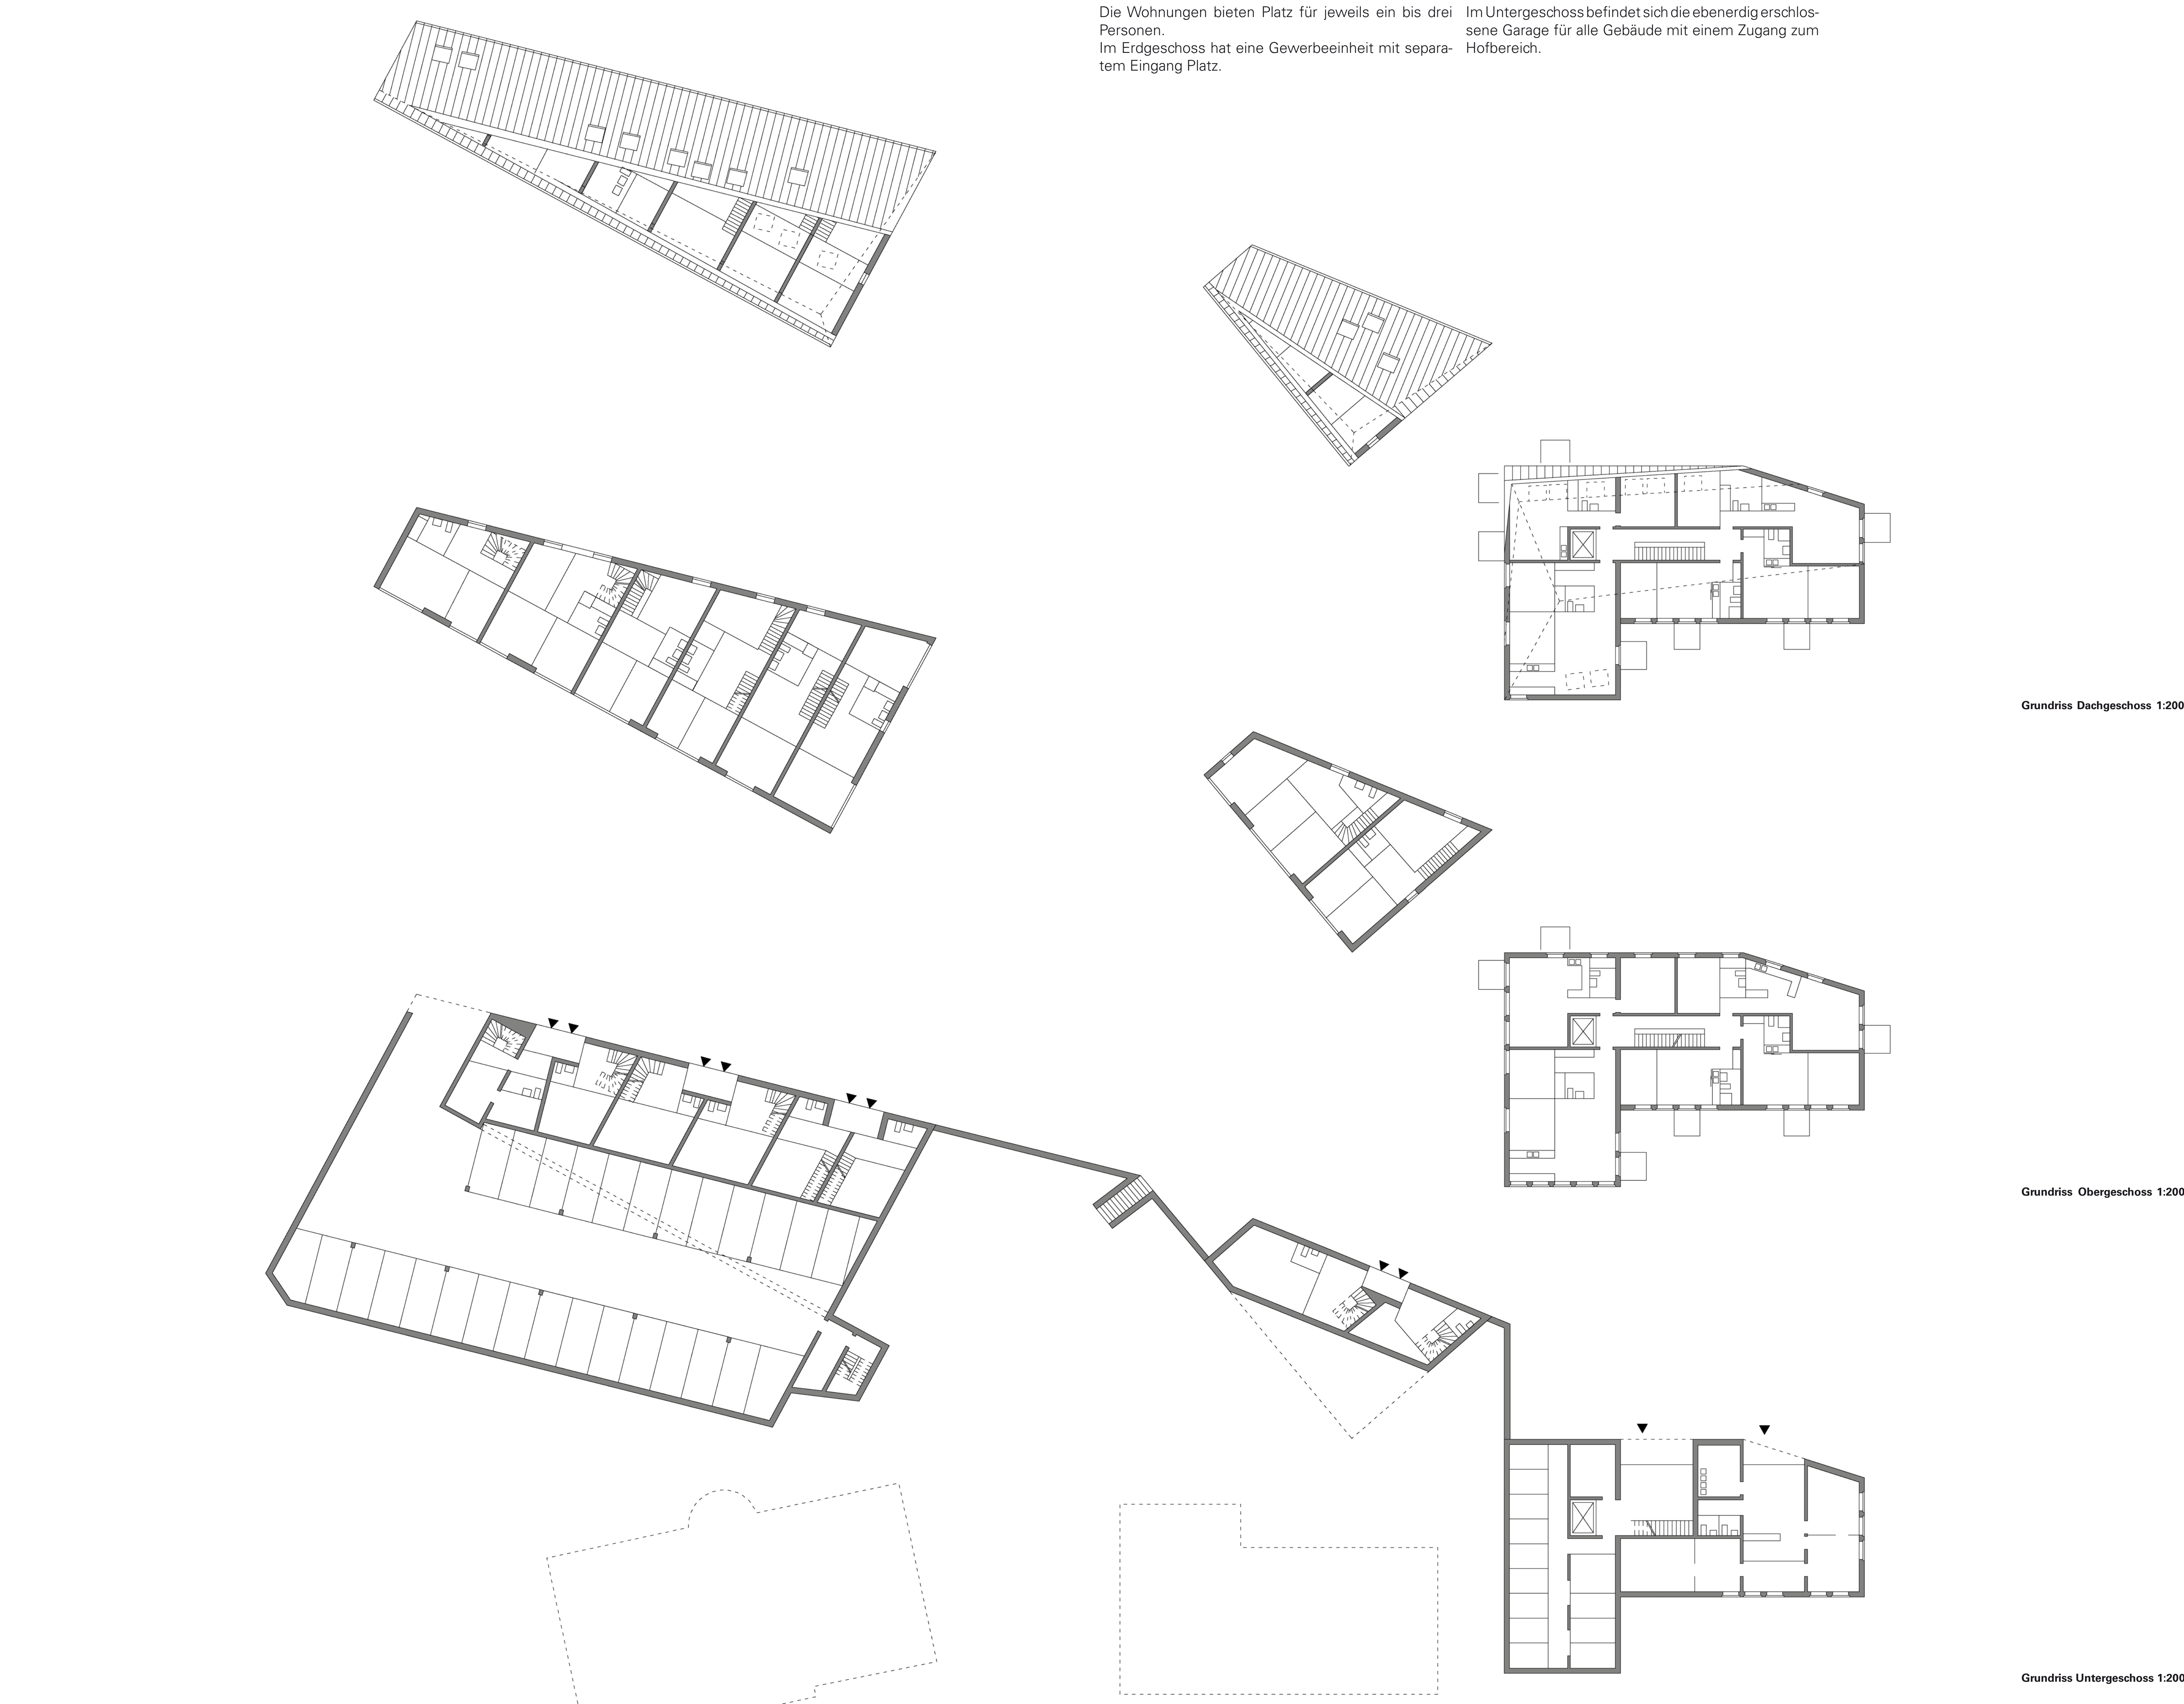 Die Wohnungen bieten Platz für jeweils ein bis drei
Personen.
Im Erdgeschoss hat eine Gewerbeeinheit mit separa-
tem Eingang Platz.
Im Untergeschoss befindet sich die ebenerdig erschlos-
sene Garage für alle Gebäude mit einem Zugang zum
Hofbereich.
Grundriss Dachgeschoss 1:200
Grundriss Obergeschoss 1:200
Grundriss Untergeschoss 1:200